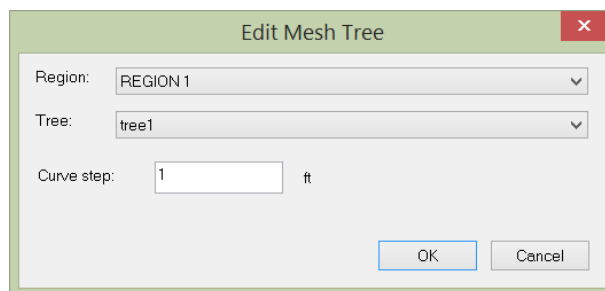 Edit Mesh Tree
Region: REGION 1
Tree: tree1
Curve step: 1 ft
OK Cancel